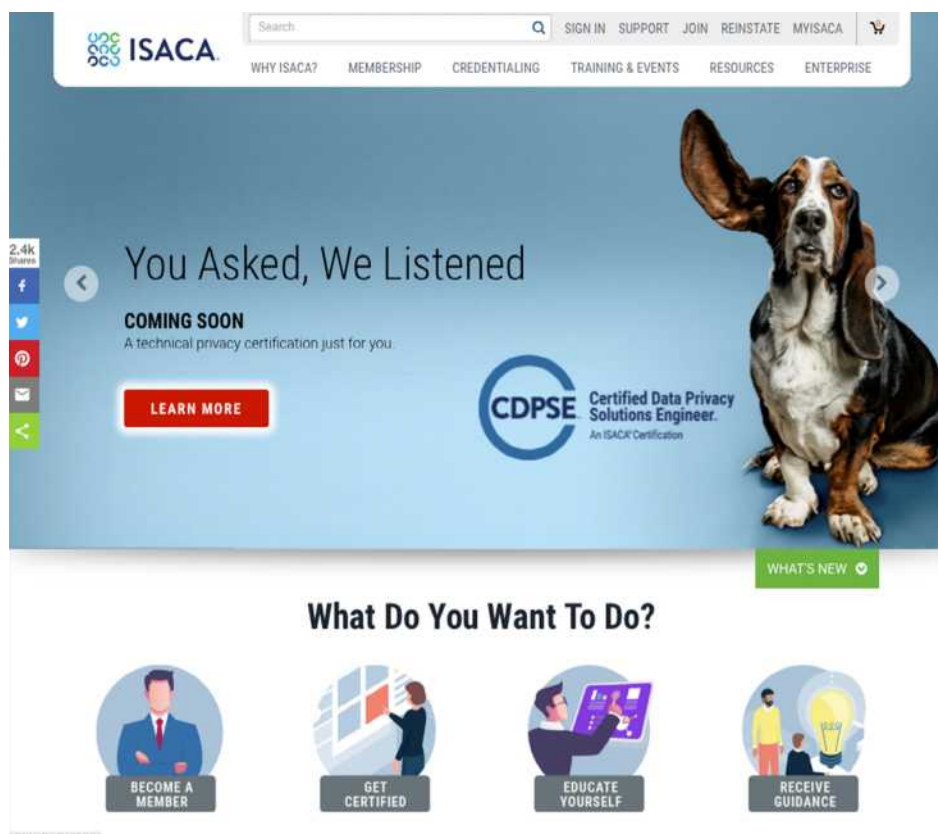 Search
SIGN IN SUPPORT JOIN REINSTATE MYISACA
ISACA.
WHY ISACA? MEMBERSHIP CREDENTIALING TRAINING & EVENTS RESOURCES ENTERPRISE
2.4k
Shares
You Asked, We Listened
COMING SOON
A technical privacy certification just for you.
LEARN MORE
CDPSE
Certified Data Privacy
Solutions Engineer.
An ISACA® Certification
WHAT'S NEW
What Do You Want To Do?
BECOME A
MEMBER
GET
CERTIFIED
EDUCATE
YOURSELF
RECEIVE
GUIDANCE